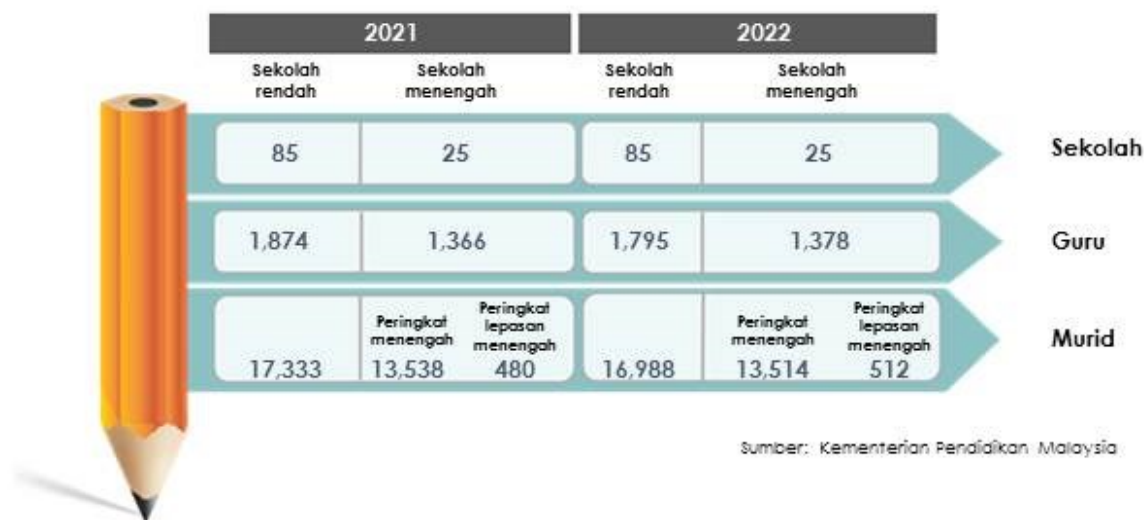 2021 2022
Sekolah rendah Sekolah menengah Sekolah rendah Sekolah menengah
85 25 85 25 Sekolah
1,874 1,366 1,795 1,378 Guru
Peringkat menengah Peringkat lepasan menengah Peringkat menengah Peringkat lepasan menengah Murid
17,333 13,538 480 16,988 13,514 512
Sumber: Kementerian Pendidikan Malaysia